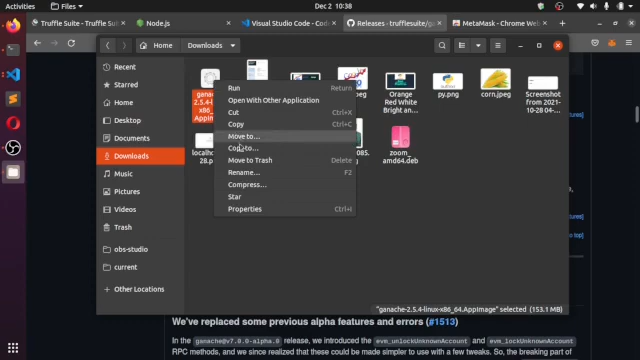 Activities
Files
Dec 2 10:38
Truffle Suite - Truffle Suite
Node.js
Visual Studio Code - Code
Releases · trufflesuite/ga
MetaMask - Chrome Web
Home
Downloads
Recent
Starred
Home
Desktop
Documents
Downloads
Music
Pictures
Videos
Trash
obs-studio
current
Other Locations
ganache-
2.5.4-linux-
x86_64.
AppImage
Orange
Red White
Bright and
py.png
corn.jpeg
Screenshot
from 2021-
10-28 04-
zoom_
amd64.deb
Run
Return
Open With Other Application
Cut
Ctrl+X
Copy
Ctrl+C
Move to...
Copy to...
Move to Trash
Delete
Rename...
F2
Compress...
Star
Properties
Ctrl+I
"ganache-2.5.4-linux-x86_64.AppImage" selected (153.1 MB)
We've replaced some previous alpha features and errors (#1513)
In the ganache@v7.0.0-alpha.0 release, we introduced the evm_unlockUnknownAccount and evm_lockUnknownAccount
RPC methods, and we since realized that these could be made simpler to use with a few tweaks. So, the breaking part of